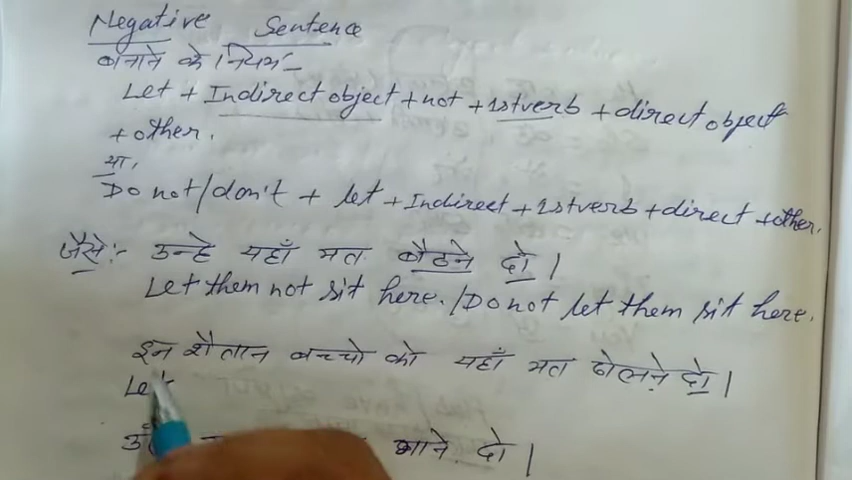 Negative Sentence
बनाने के नियम:-
Let + Indirect object + not + 1st verb + direct object
+ other.
या,
Do not/don't + let + Indirect + 1st verb + direct + other.
जैसे:- उन्हे यहाँ मत बैठने दो।
Let them not sit here. / Do not let them sit here.
इन शैतान बच्चो को यहाँ मत खेलने दो।
Let
आने दो।